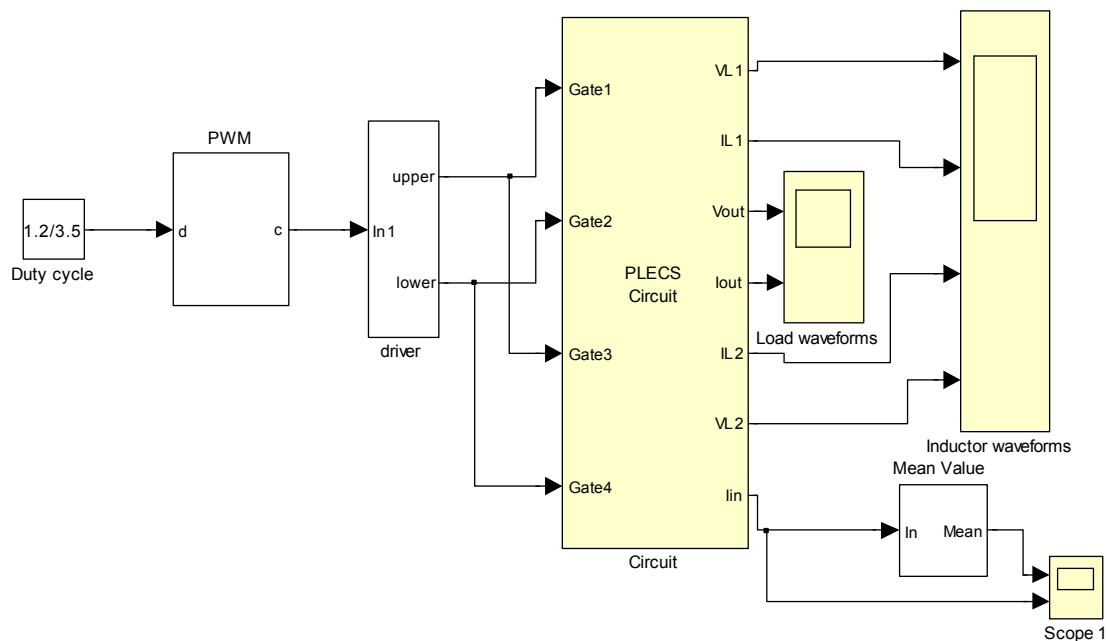 PWM
1.2/3.5
Duty cycle
d
c
In1
upper
lower
driver
Gate1
Gate2
Gate3
Gate4
PLECS
Circuit
VL1
IL1
Vout
Iout
IL2
VL2
Iin
Circuit
Load waveforms
Inductor waveforms
Mean Value
In
Mean
Scope 1